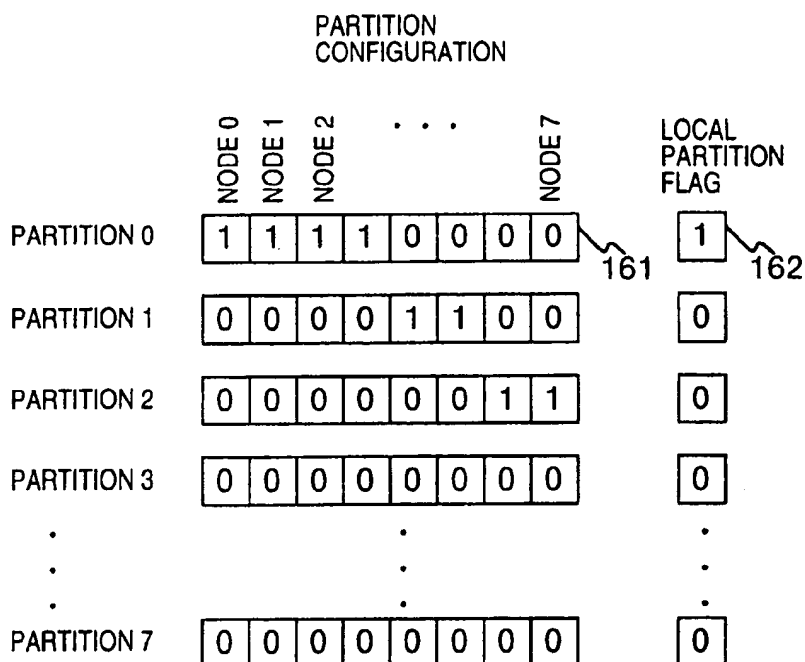 PARTITION
CONFIGURATION
NODE 0 NODE 1 NODE 2 . . . NODE 7
LOCAL
PARTITION
FLAG
PARTITION 0 1 1 1 1 0 0 0 0 161 1 162
PARTITION 1 0 0 0 0 1 1 0 0 0
PARTITION 2 0 0 0 0 0 0 1 1 0
PARTITION 3 0 0 0 0 0 0 0 0 0
. . .
. . .
. . .
PARTITION 7 0 0 0 0 0 0 0 0 0